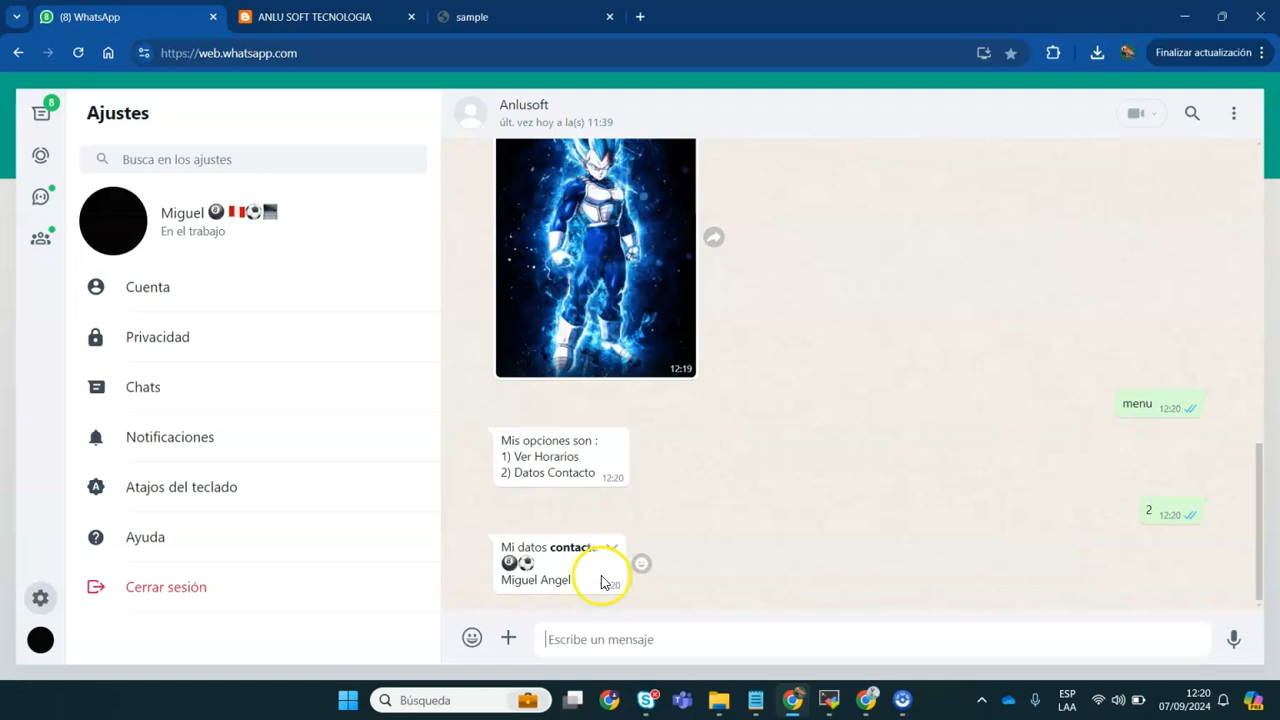 (8) WhatsApp
ANLU SOFT TECNOLOGIA
sample
https://web.whatsapp.com
Finalizar actualización
8
Ajustes
Busca en los ajustes
Miguel
En el trabajo
Cuenta
Privacidad
Chats
Notificaciones
Atajos del teclado
Ayuda
Cerrar sesión
Anlusoft
últ. vez hoy a la(s) 11:39
12:19
menu 12:20
Mis opciones son :
1) Ver Horarios
2) Datos Contacto 12:20
2 12:20
Mi datos contacto
Miguel Angel
Escribe un mensaje
Búsqueda
ESP
LAA
12:20
07/09/2024